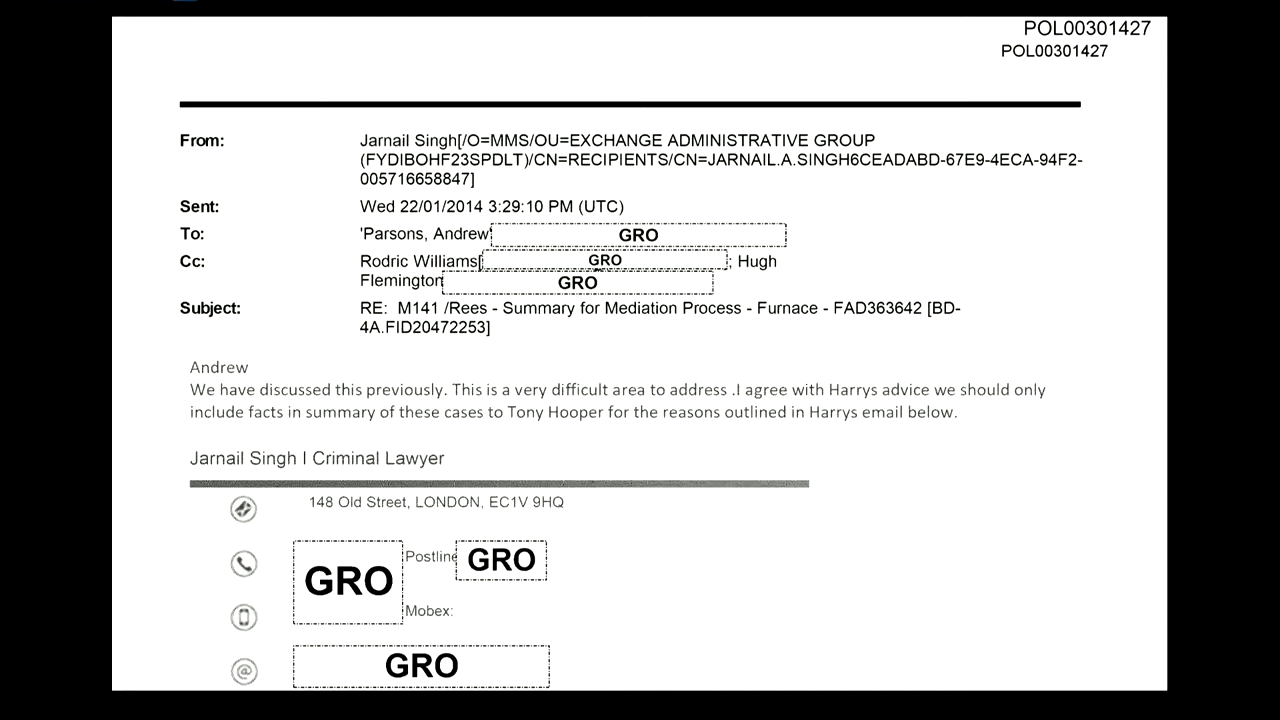 POL00301427
POL00301427
From: Jarnail Singh[/O=MMS/OU=EXCHANGE ADMINISTRATIVE GROUP
(FYDIBOHF23SPDLT)/CN=RECIPIENTS/CN=JARNAIL.A.SINGH6CEADABD-67E9-4ECA-94F2-
005716658847]
Sent: Wed 22/01/2014 3:29:10 PM (UTC)
To: 'Parsons, Andrew' GRO
Cc: Rodric Williams[ GRO ; Hugh
Flemington GRO
Subject: RE: M141 /Rees - Summary for Mediation Process - Furnace - FAD363642 [BD-
4A.FID20472253]
Andrew
We have discussed this previously. This is a very difficult area to address .I agree with Harrys advice we should only
include facts in summary of these cases to Tony Hooper for the reasons outlined in Harrys email below.
Jarnail Singh I Criminal Lawyer
148 Old Street, LONDON, EC1V 9HQ
GRO Postline GRO
Mobex:
@ GRO